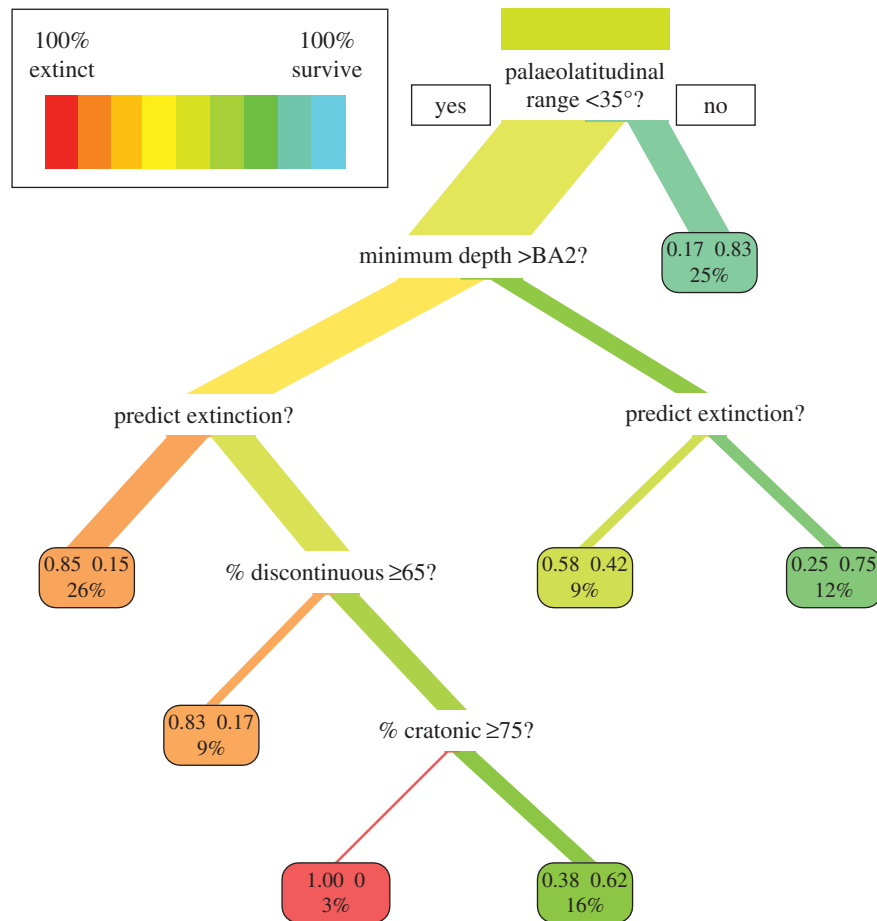 100%
extinct
100%
survive
palaeolatitudinal
range <35°?
yes
no
minimum depth >BA2?
0.17 0.83
25%
predict extinction?
predict extinction?
0.85 0.15
26%
% discontinuous ≥65?
0.58 0.42
9%
0.25 0.75
12%
0.83 0.17
9%
% cratonic ≥75?
1.00 0
3%
0.38 0.62
16%